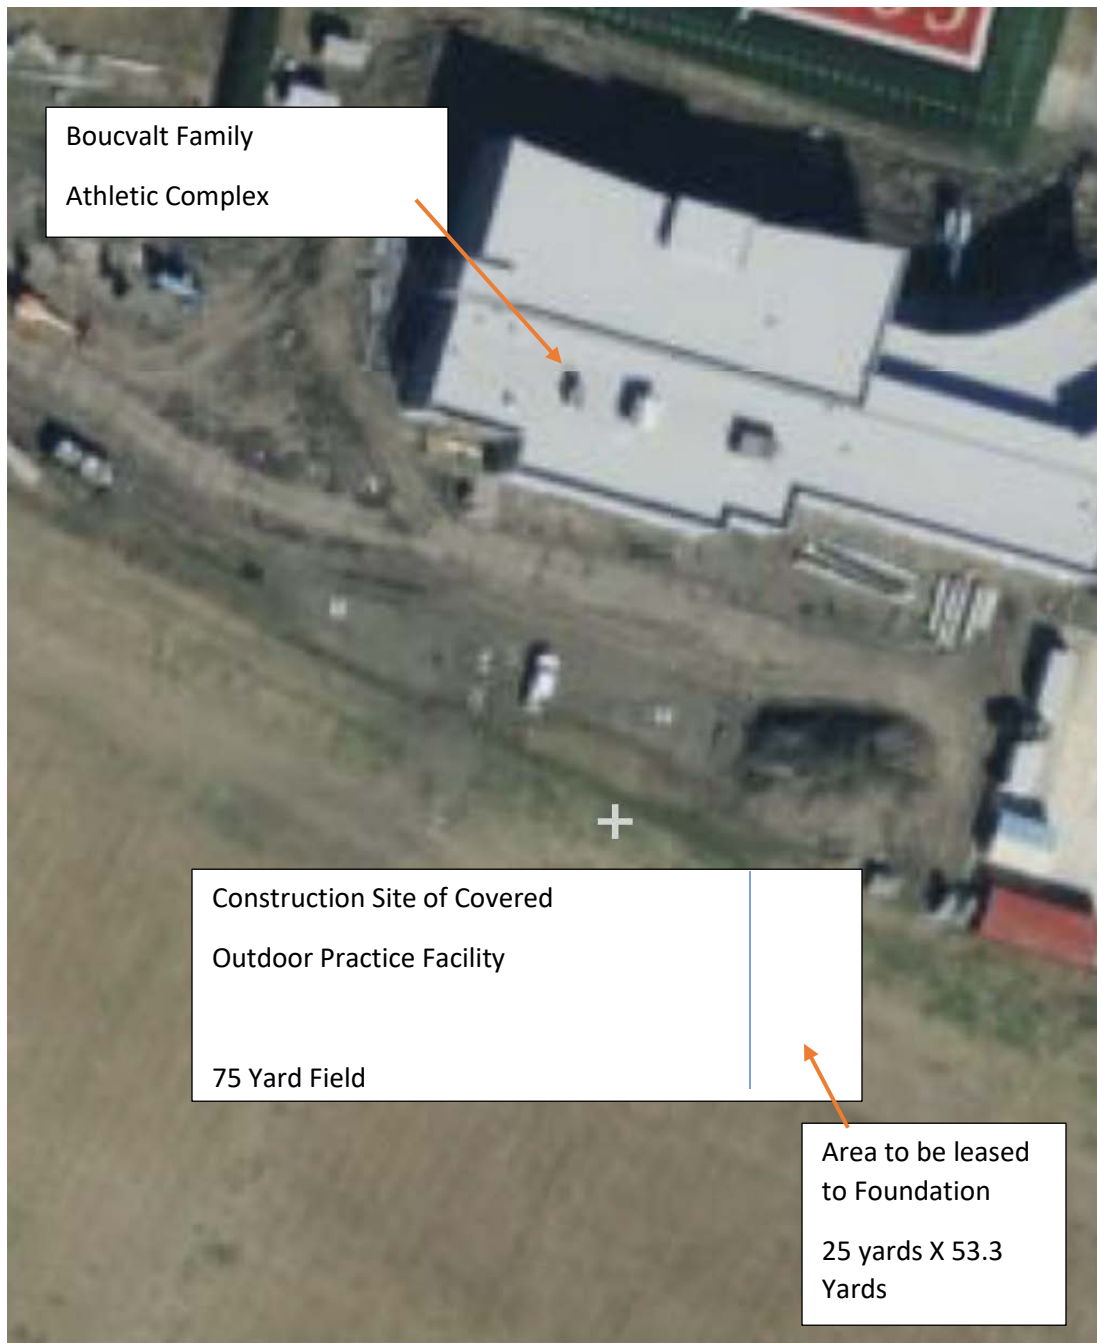 Boucvalt Family
Athletic Complex
Construction Site of Covered
Outdoor Practice Facility
75 Yard Field
Area to be leased
to Foundation
25 yards X 53.3
Yards